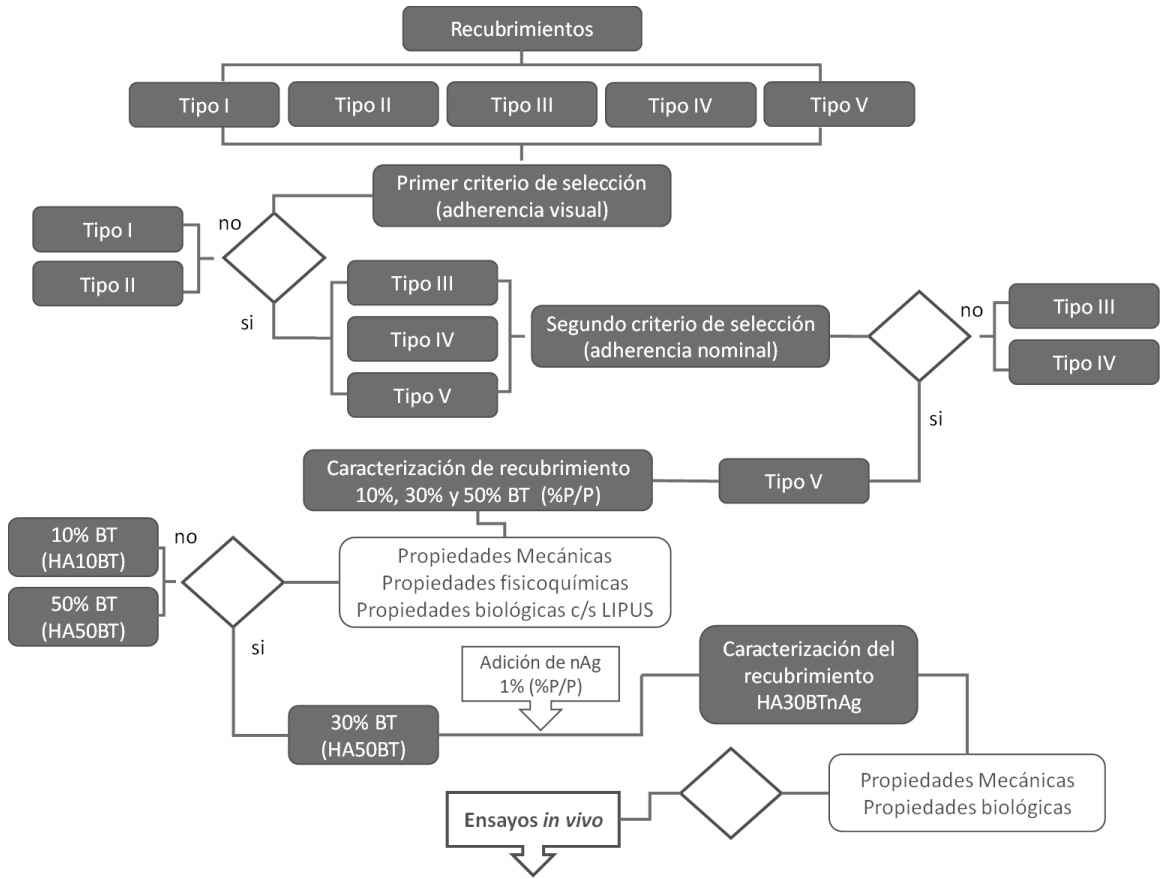 Recubrimientos
Tipo I
Tipo II
Tipo III
Tipo IV
Tipo V
Primer criterio de selección
(adherencia visual)
no
Tipo I
Tipo II
si
Tipo III
Tipo IV
Tipo V
Segundo criterio de selección
(adherencia nominal)
no
Tipo III
Tipo IV
si
Tipo V
Caracterización de recubrimiento
10%, 30% y 50% BT (%P/P)
Propiedades Mecánicas
Propiedades fisicoquímicas
Propiedades biológicas c/s LIPUS
no
10% BT
(HA10BT)
50% BT
(HA50BT)
si
30% BT
(HA50BT)
Adición de nAg
1% (%P/P)
Caracterización del
recubrimiento
HA30BTnAg
Propiedades Mecánicas
Propiedades biológicas
Ensayos in vivo